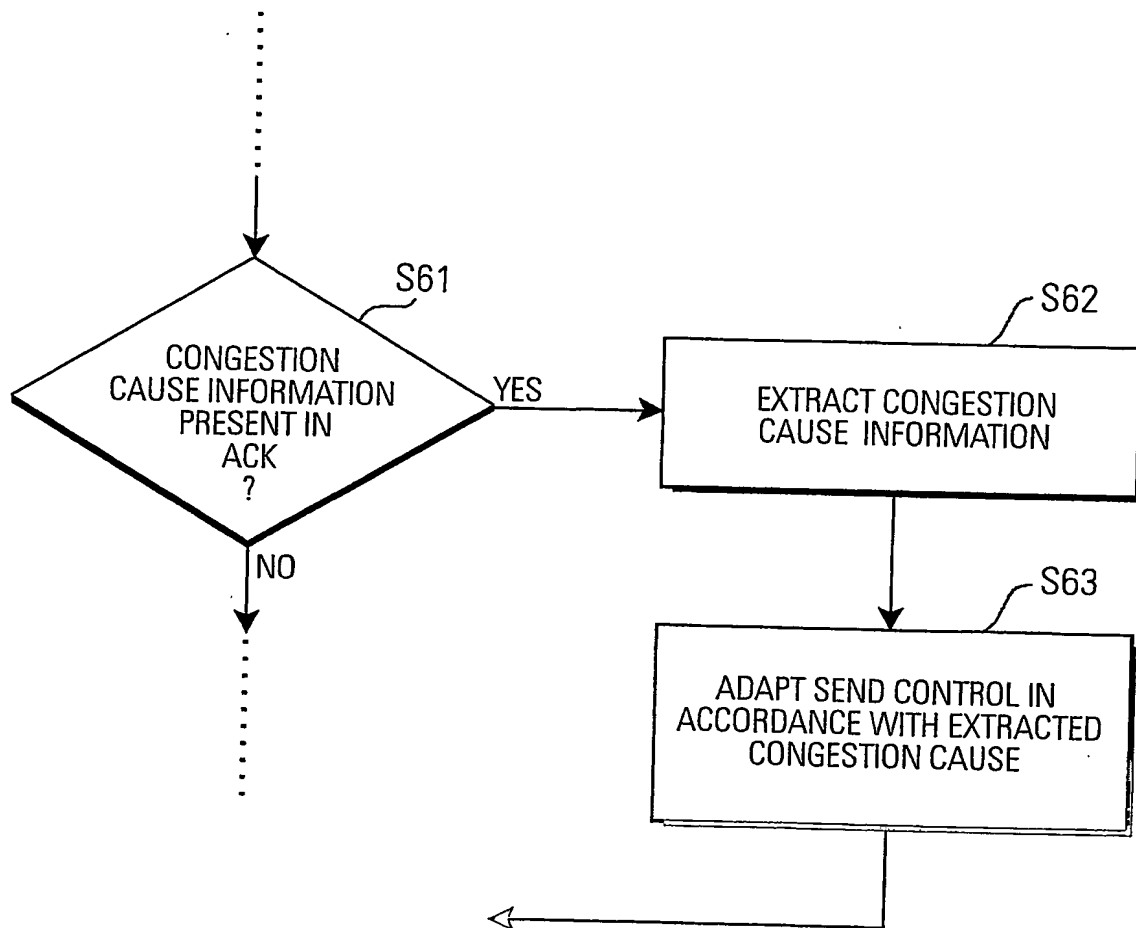 S61
CONGESTION
CAUSE INFORMATION
PRESENT IN
ACK
?
YES
NO
S62
EXTRACT CONGESTION
CAUSE INFORMATION
S63
ADAPT SEND CONTROL IN
ACCORDANCE WITH EXTRACTED
CONGESTION CAUSE